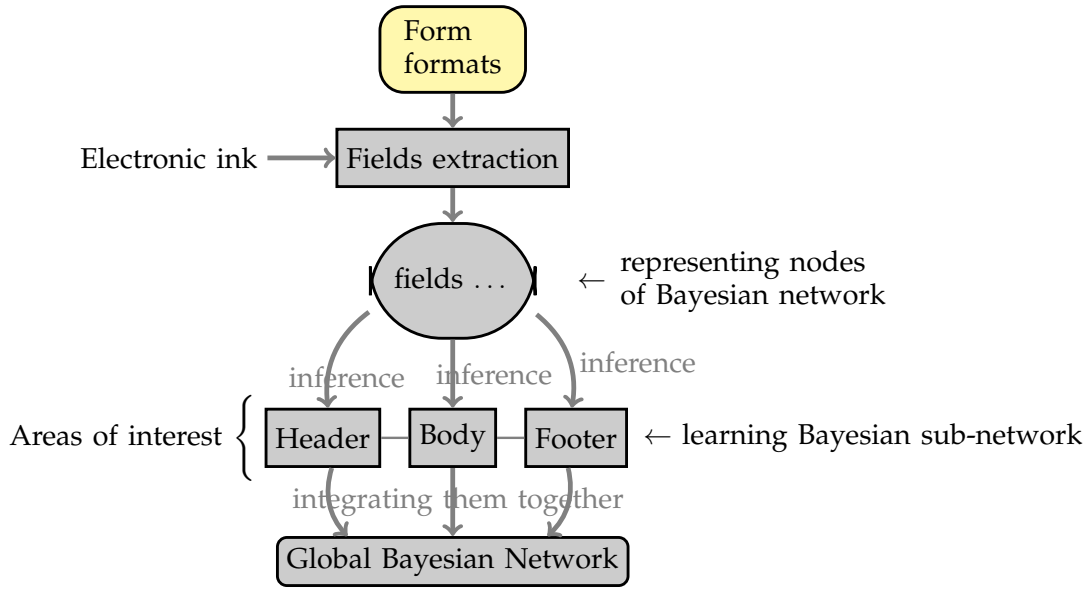 Form
formats
Electronic ink
Fields extraction
fields ...
← representing nodes
of Bayesian network
inference
inference
inference
Areas of interest
Header
Body
Footer
← learning Bayesian sub-network
integrating them together
Global Bayesian Network